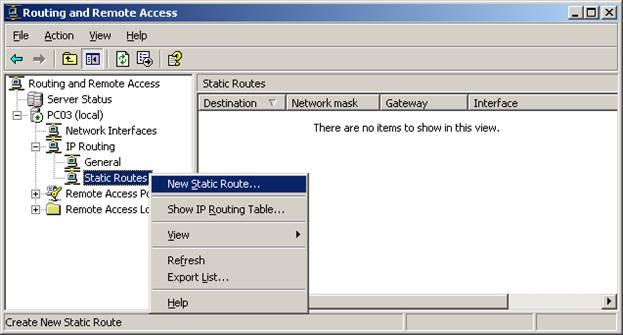 Routing and Remote Access
File Action View Help
Routing and Remote Access
Server Status
PC03 (local)
Network Interfaces
IP Routing
General
Static Routes
Remote Access Po
Remote Access Lo
Static Routes
Destination Network mask Gateway Interface
There are no items to show in this view.
New Static Route...
Show IP Routing Table...
View
Refresh
Export List...
Help
Create New Static Route